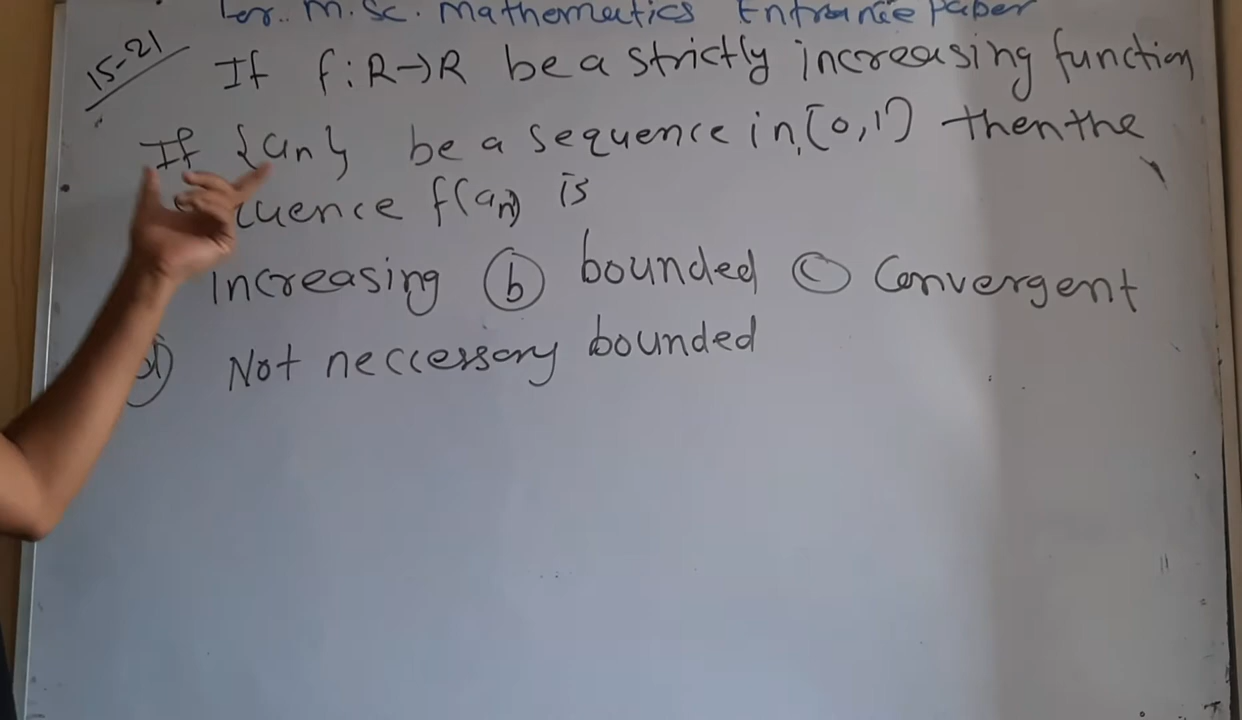 for M.Sc. Mathematics Entrance Paper
15-21
If f:R→R be a strictly increasing function
If {an} be a sequence in [0,1] then the
uence f(an) is
increasing (b) bounded (c) Convergent
(d) Not neccessary bounded